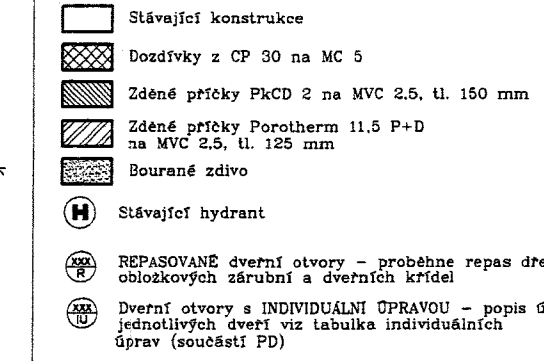 Stávající konstrukce
Dozdívky z CP 30 na MC 5
Zděné příčky PkCD 2 na MVC 2.5, tl. 150 mm
Zděné příčky Porotherm 11.5 P+D
na MVC 2.5, tl. 125 mm
Bourané zdivo
H
Stávající hydrant
xxx
R
REPASOVANÉ dveřní otvory - proběhne repas dře
obložkových zárubní a dveřních křídel
xxx
IU
Dveřní otvory s INDIVIDUÁLNÍ ÚPRAVOU - popis ú
jednotlivých dveří viz tabulka individuálních
úprav (součástí PD)